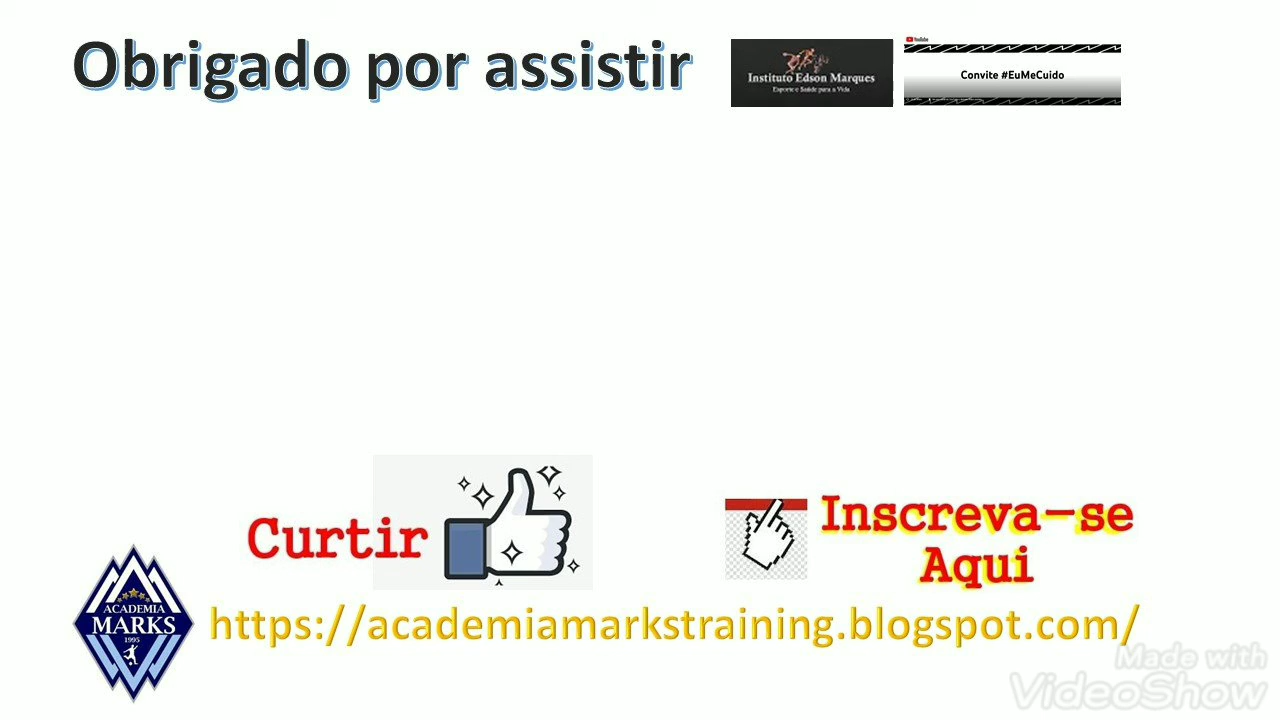 Obrigado por assistir
Instituto Edson Marques
Esporte e Saúde para a Vida
YouTube
Convite #EuMeCuido
Curtir
Inscreva-se
Aqui
ACADEMIA
MARKS
1995
https://academiamarkstraining.blogspot.com/
Made with
VideoShow